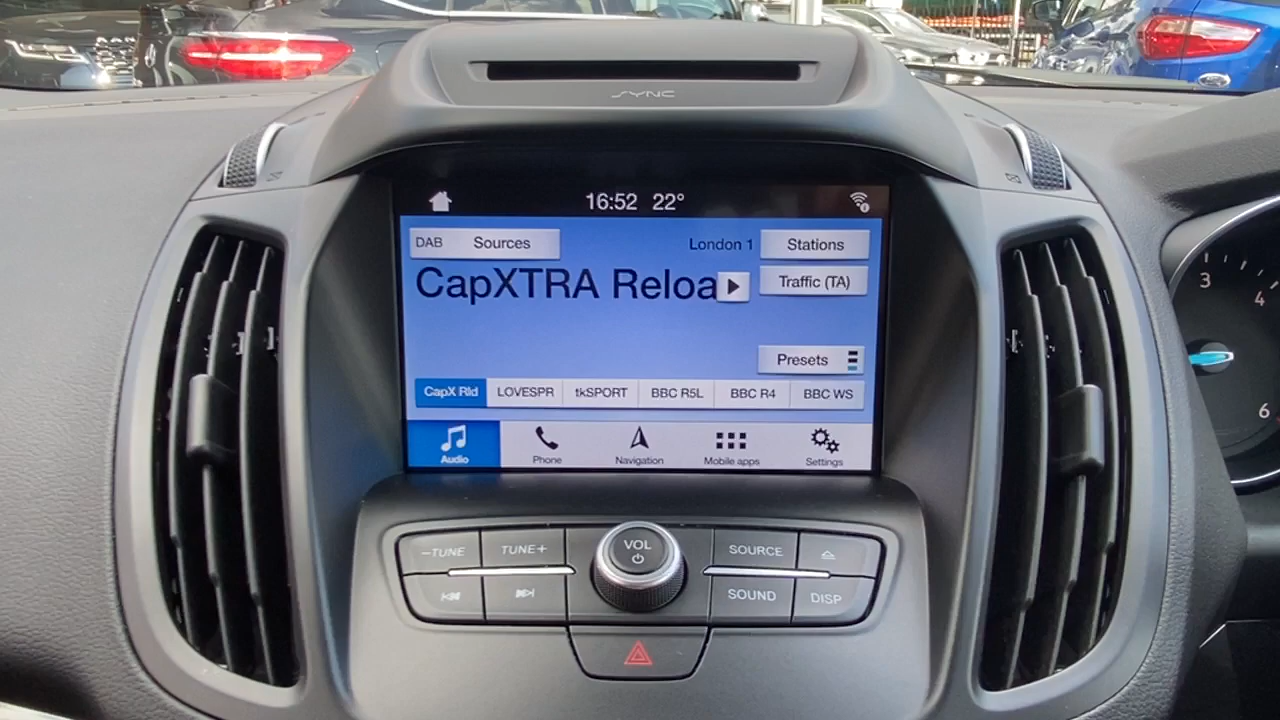 SYNC
16:52 22°
DAB Sources London 1 Stations
CapXTRA Reloa
Traffic (TA)
Presets
CapX Rld LOVESPR tkSPORT BBC R5L BBC R4 BBC WS
Audio Phone Navigation Mobile apps Settings
–TUNE TUNE+ VOL SOURCE
SOUND DISP
3
4
6